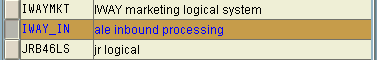 IWAYMKT IWAY marketing logical system
IWAY_IN ale inbound processing
JRB46LS jr logical